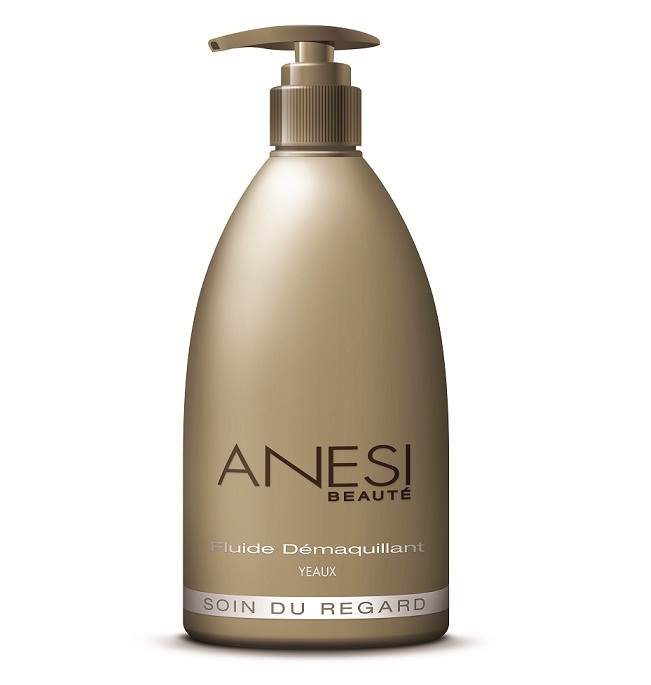 ANESI
BEAUTÉ
Fluide Démaquillant
YEAUX
SOIN DU REGARD